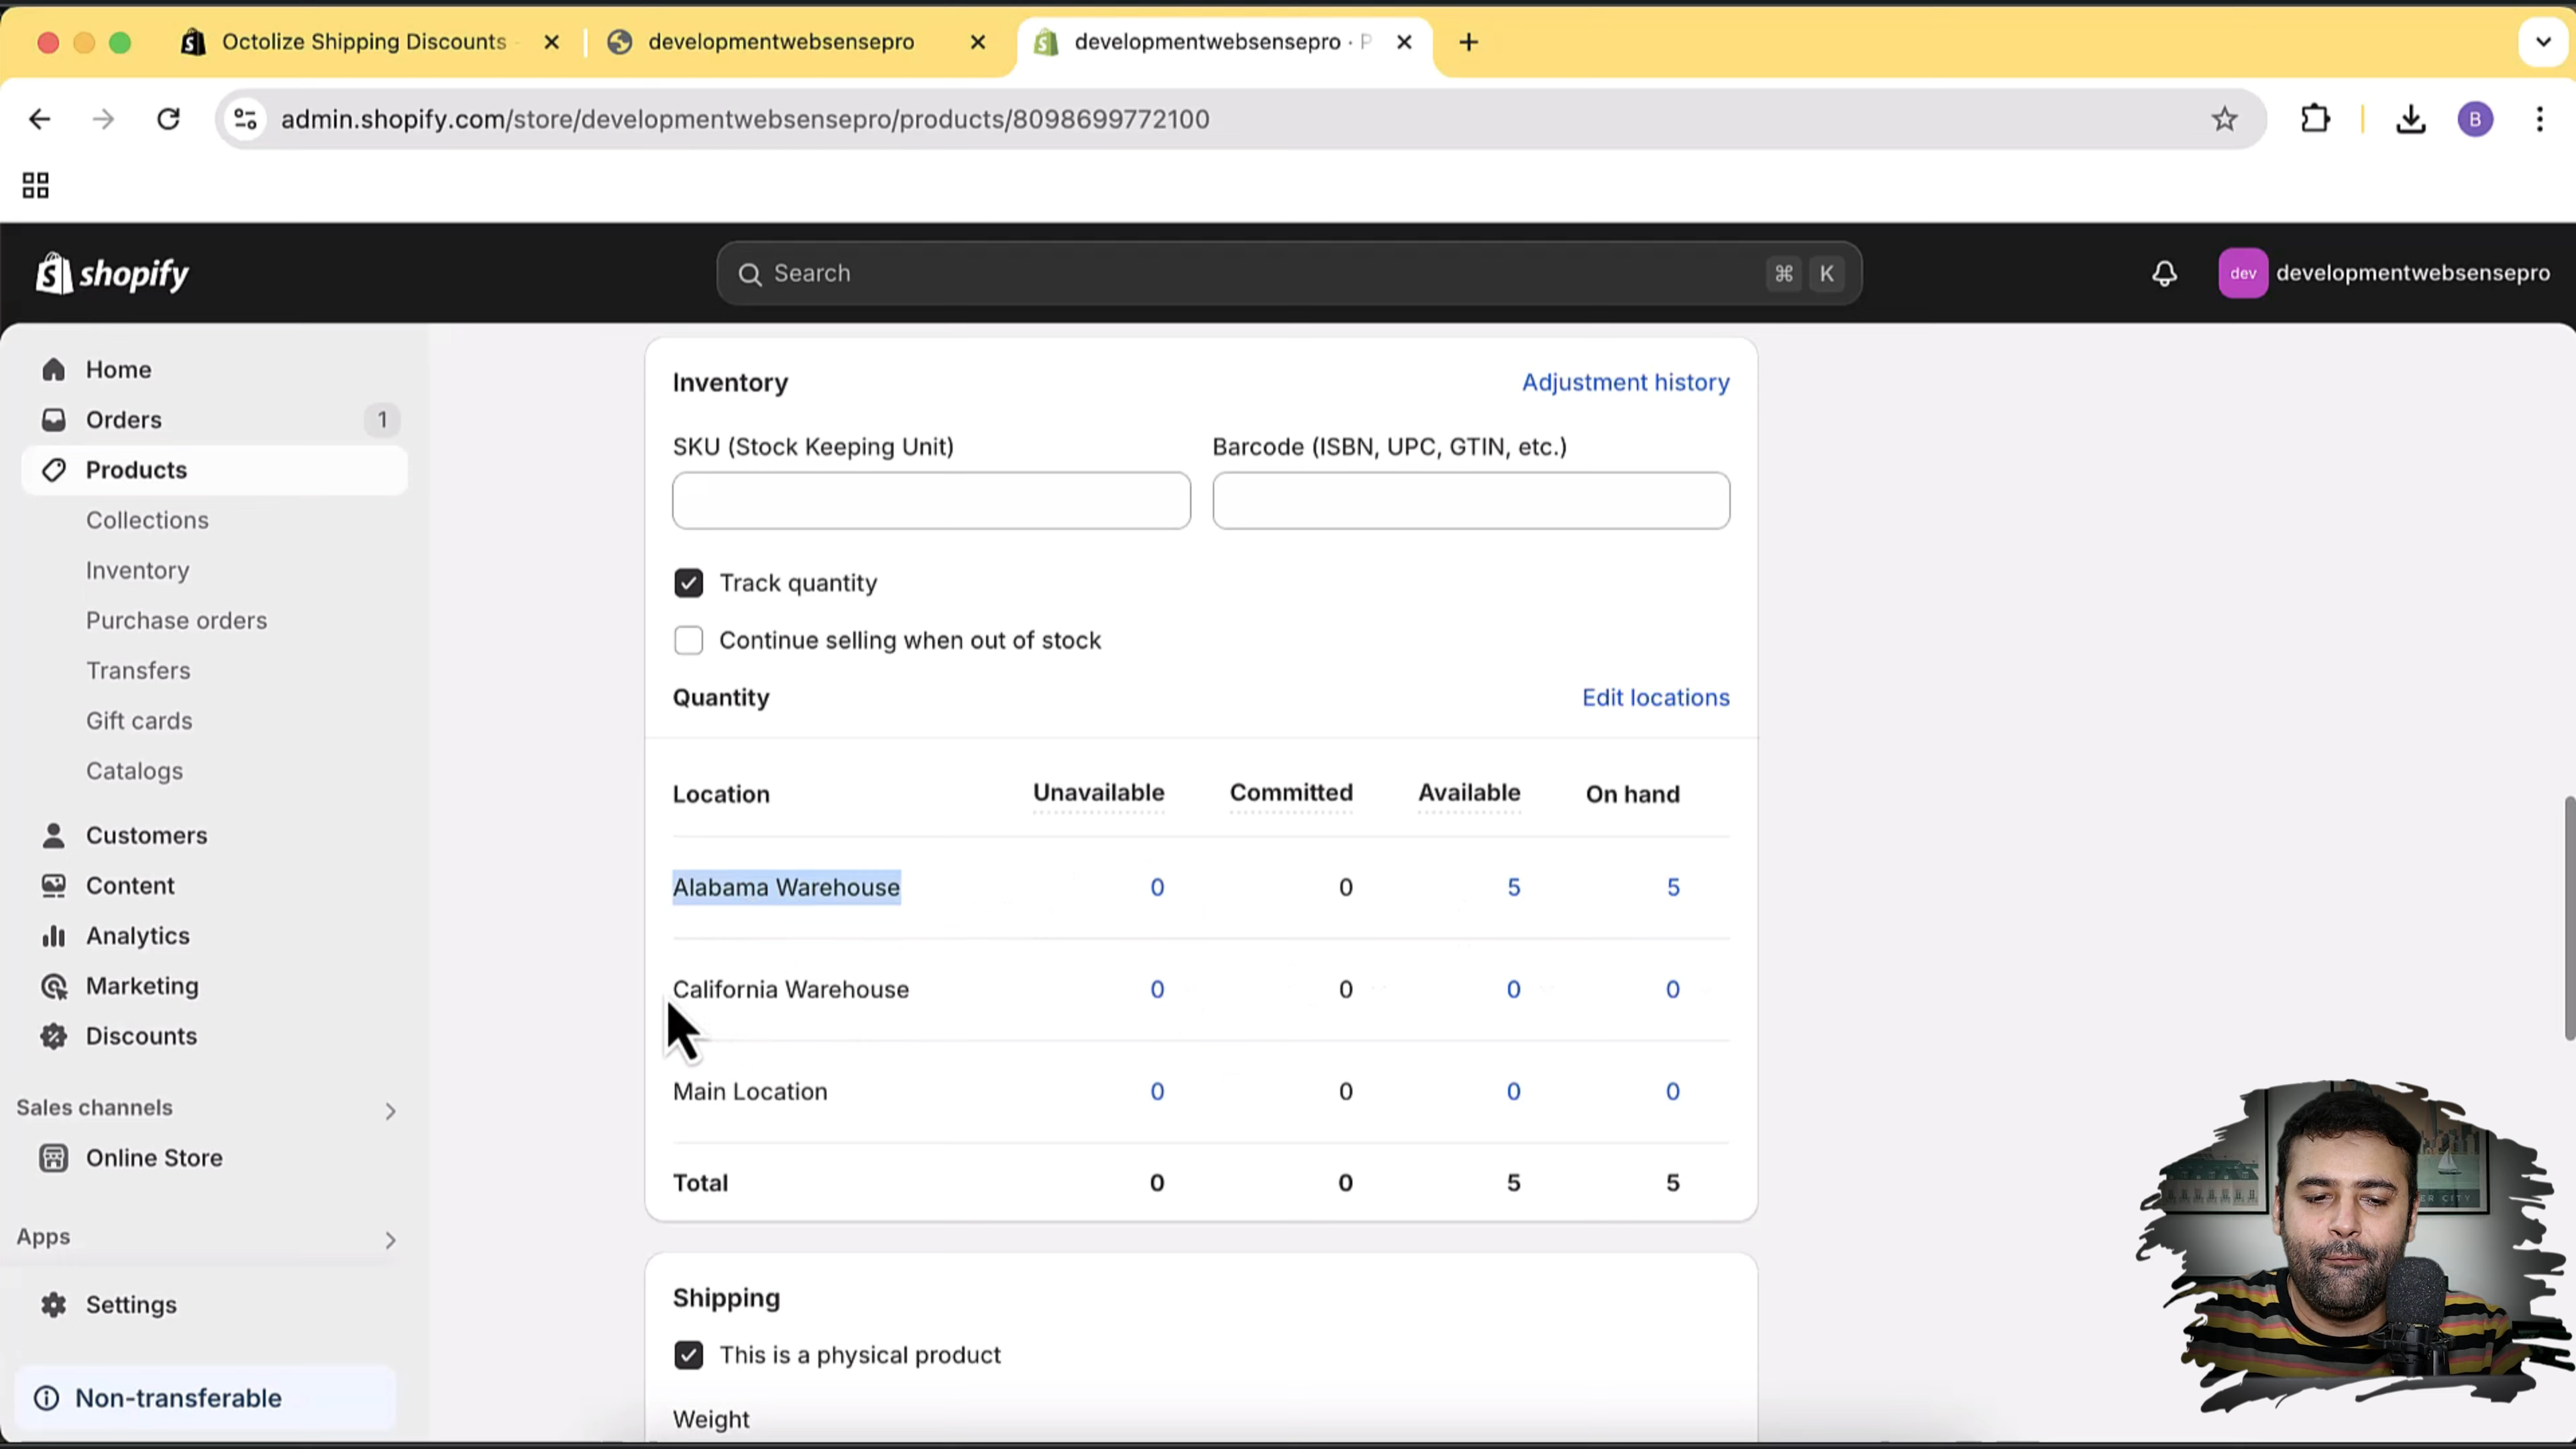 Octolize Shipping Discounts
developmentwebsensepro
developmentwebsensepro · P
admin.shopify.com/store/developmentwebsensepro/products/8098699772100
B
shopify
Search
⌘ K
dev developmentwebsensepro
Home
Orders 1
Products
Collections
Inventory
Purchase orders
Transfers
Gift cards
Catalogs
Customers
Content
Analytics
Marketing
Discounts
Sales channels
Online Store
Apps
Settings
Non-transferable
Inventory Adjustment history
SKU (Stock Keeping Unit) Barcode (ISBN, UPC, GTIN, etc.)
Track quantity
Continue selling when out of stock
Quantity Edit locations
Location Unavailable Committed Available On hand
Alabama Warehouse 0 0 5 5
California Warehouse 0 0 0 0
Main Location 0 0 0 0
Total 0 0 5 5
Shipping
This is a physical product
Weight
ER CITY